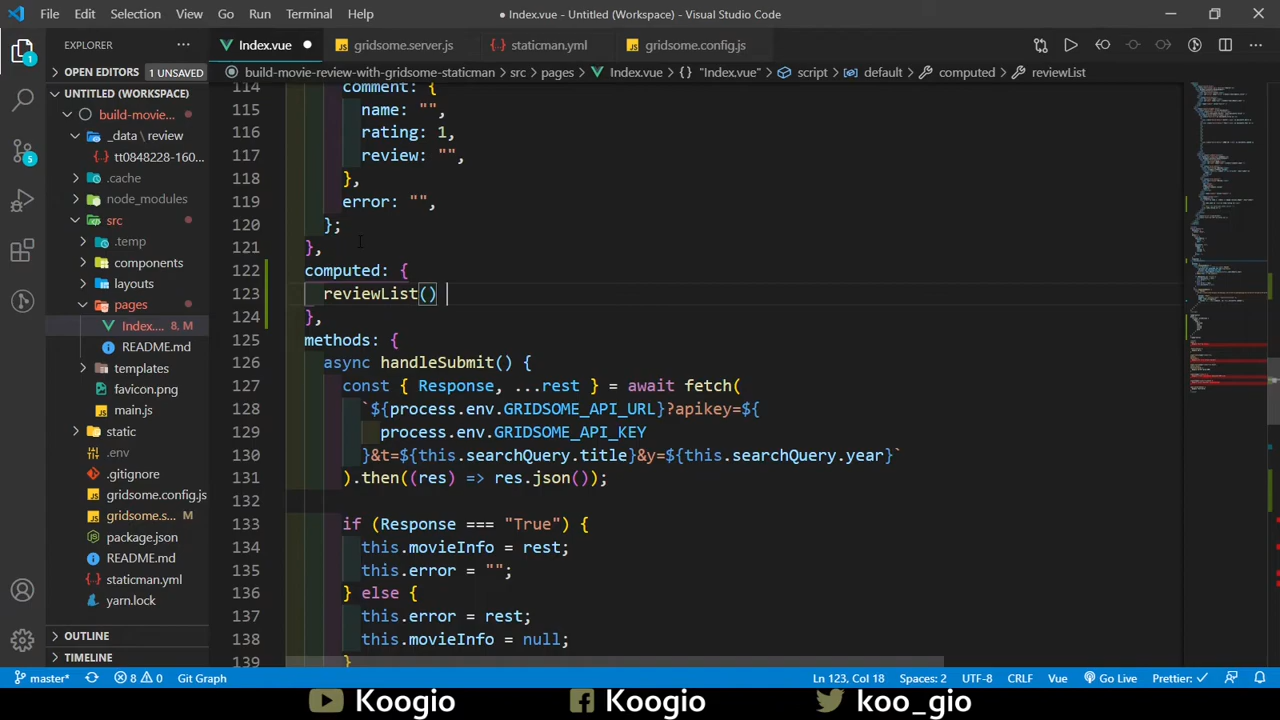 File Edit Selection View Go Run Terminal Help
● Index.vue - Untitled (Workspace) - Visual Studio Code
EXPLORER
Index.vue
gridsome.server.js
staticman.yml
gridsome.config.js
OPEN EDITORS 1 UNSAVED
build-movie-review-with-gridsome-staticman > src > pages > Index.vue > {} "Index.vue" > script > default > computed > reviewList
UNTITLED (WORKSPACE)
build-movie...
_data \ review
tt0848228-160...
.cache
node_modules
src
.temp
components
layouts
pages
Index.... 8, M
README.md
templates
favicon.png
main.js
static
.env
.gitignore
gridsome.config.js
gridsome.s... M
package.json
README.md
staticman.yml
yarn.lock
OUTLINE
TIMELINE
114 comment: {
115 name: "",
116 rating: 1,
117 review: "",
118 },
119 error: "",
120 };
121 },
122 computed: {
123 reviewList()
124 },
125 methods: {
126 async handleSubmit() {
127 const { Response, ...rest } = await fetch(
128 `${process.env.GRIDSOME_API_URL}?apikey=${
129 process.env.GRIDSOME_API_KEY
130 }&t=${this.searchQuery.title}&y=${this.searchQuery.year}`
131 ).then((res) => res.json());
132
133 if (Response === "True") {
134 this.movieInfo = rest;
135 this.error = "";
136 } else {
137 this.error = rest;
138 this.movieInfo = null;
139 }
master* 8 0 Git Graph Ln 123, Col 18 Spaces: 2 UTF-8 CRLF Vue Go Live Prettier: ✓
Koogio Koogio koo_gio